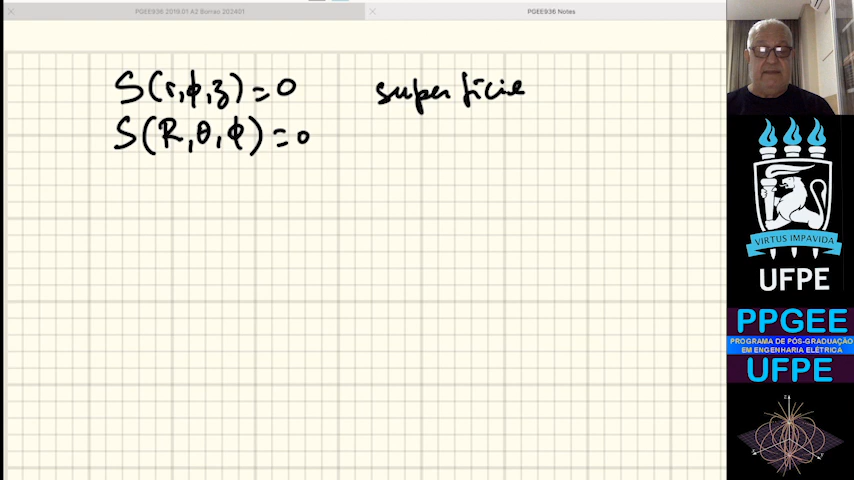 PGEE936 2019.01 A2 Borrao 202401
PGEE936 Notes
S(r,ϕ,z)=0 superfície
S(R,θ,ϕ)=0
VIRTUS IMPAVIDA
UFPE
PPGEE
PROGRAMA DE PÓS-GRADUAÇÃO
EM ENGENHARIA ELÉTRICA
UFPE